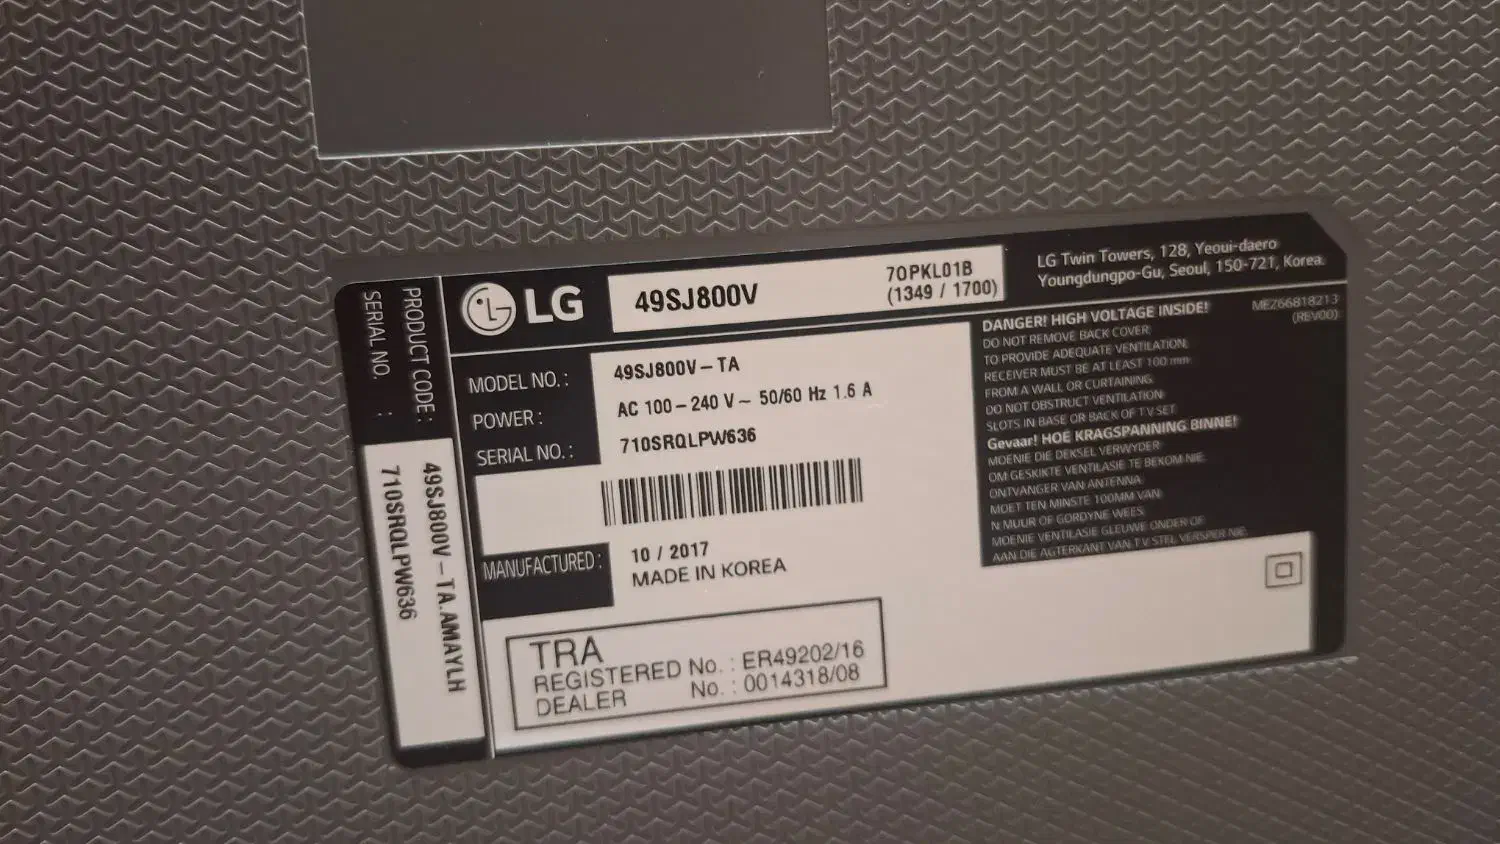 LG
49SJ800V
70PKL01B
(1349 / 1700)
LG Twin Towers, 128, Yeoui-daero
Youngdungpo-Gu, Seoul, 150-721, Korea.
PRODUCT CODE :
SERIAL NO. :
49SJ800V-TA.AMAYLH
710SRQLPW636
MODEL NO. : 49SJ800V-TA
POWER : AC 100-240 V~ 50/60 Hz 1.6 A
SERIAL NO. : 710SRQLPW636
MANUFACTURED : 10 / 2017
MADE IN KOREA
TRA
REGISTERED No. : ER49202/16
DEALER No. : 0014318/08
DANGER! HIGH VOLTAGE INSIDE!
DO NOT REMOVE BACK COVER.
TO PROVIDE ADEQUATE VENTILATION,
RECEIVER MUST BE AT LEAST 100 mm
FROM A WALL OR CURTAINING.
DO NOT OBSTRUCT VENTILATION
SLOTS IN BASE OR BACK OF T.V SET
Gevaar! HOE KRAGSPANNING BINNE!
MOENIE DIE DEKSEL VERWYDER
OM GESKIKTE VENTILASIE TE BEKOM NIE.
ONTVANGER VAN ANTENNA
MOET TEN MINSTE 100MM VAN
N MUUR OF GORDYNE WEES.
MOENIE VENTILASIE GLEUWE ONDER OF
AAN DIE AGTERKANT VAN T.V STEL VERSPER NIE.
MEZ66818213
(REV00)